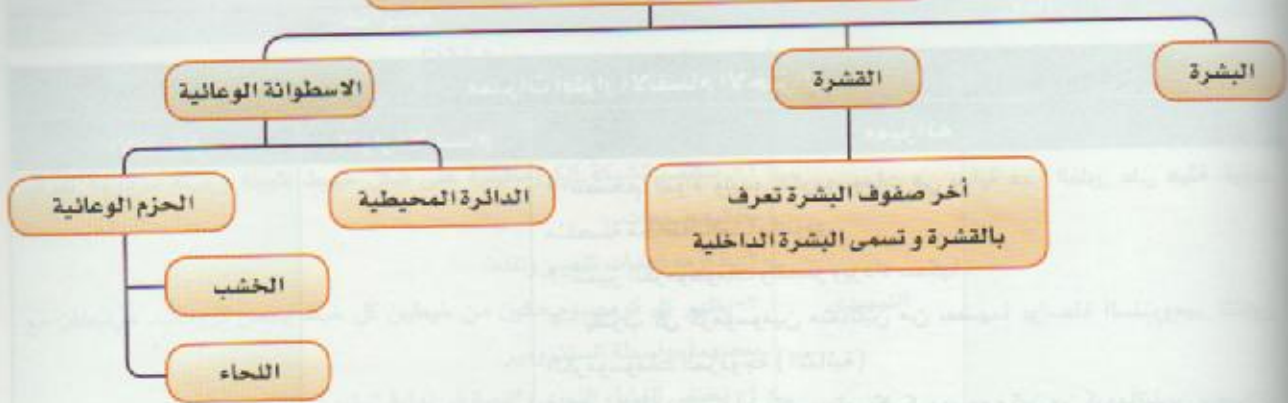 البشرة
القشرة
الاسطوانة الوعائية
أخر صفوف البشرة تعرف
بالقشرة و تسمى البشرة الداخلية
الدائرة المحيطية
الحزم الوعائية
الخشب
اللحاء